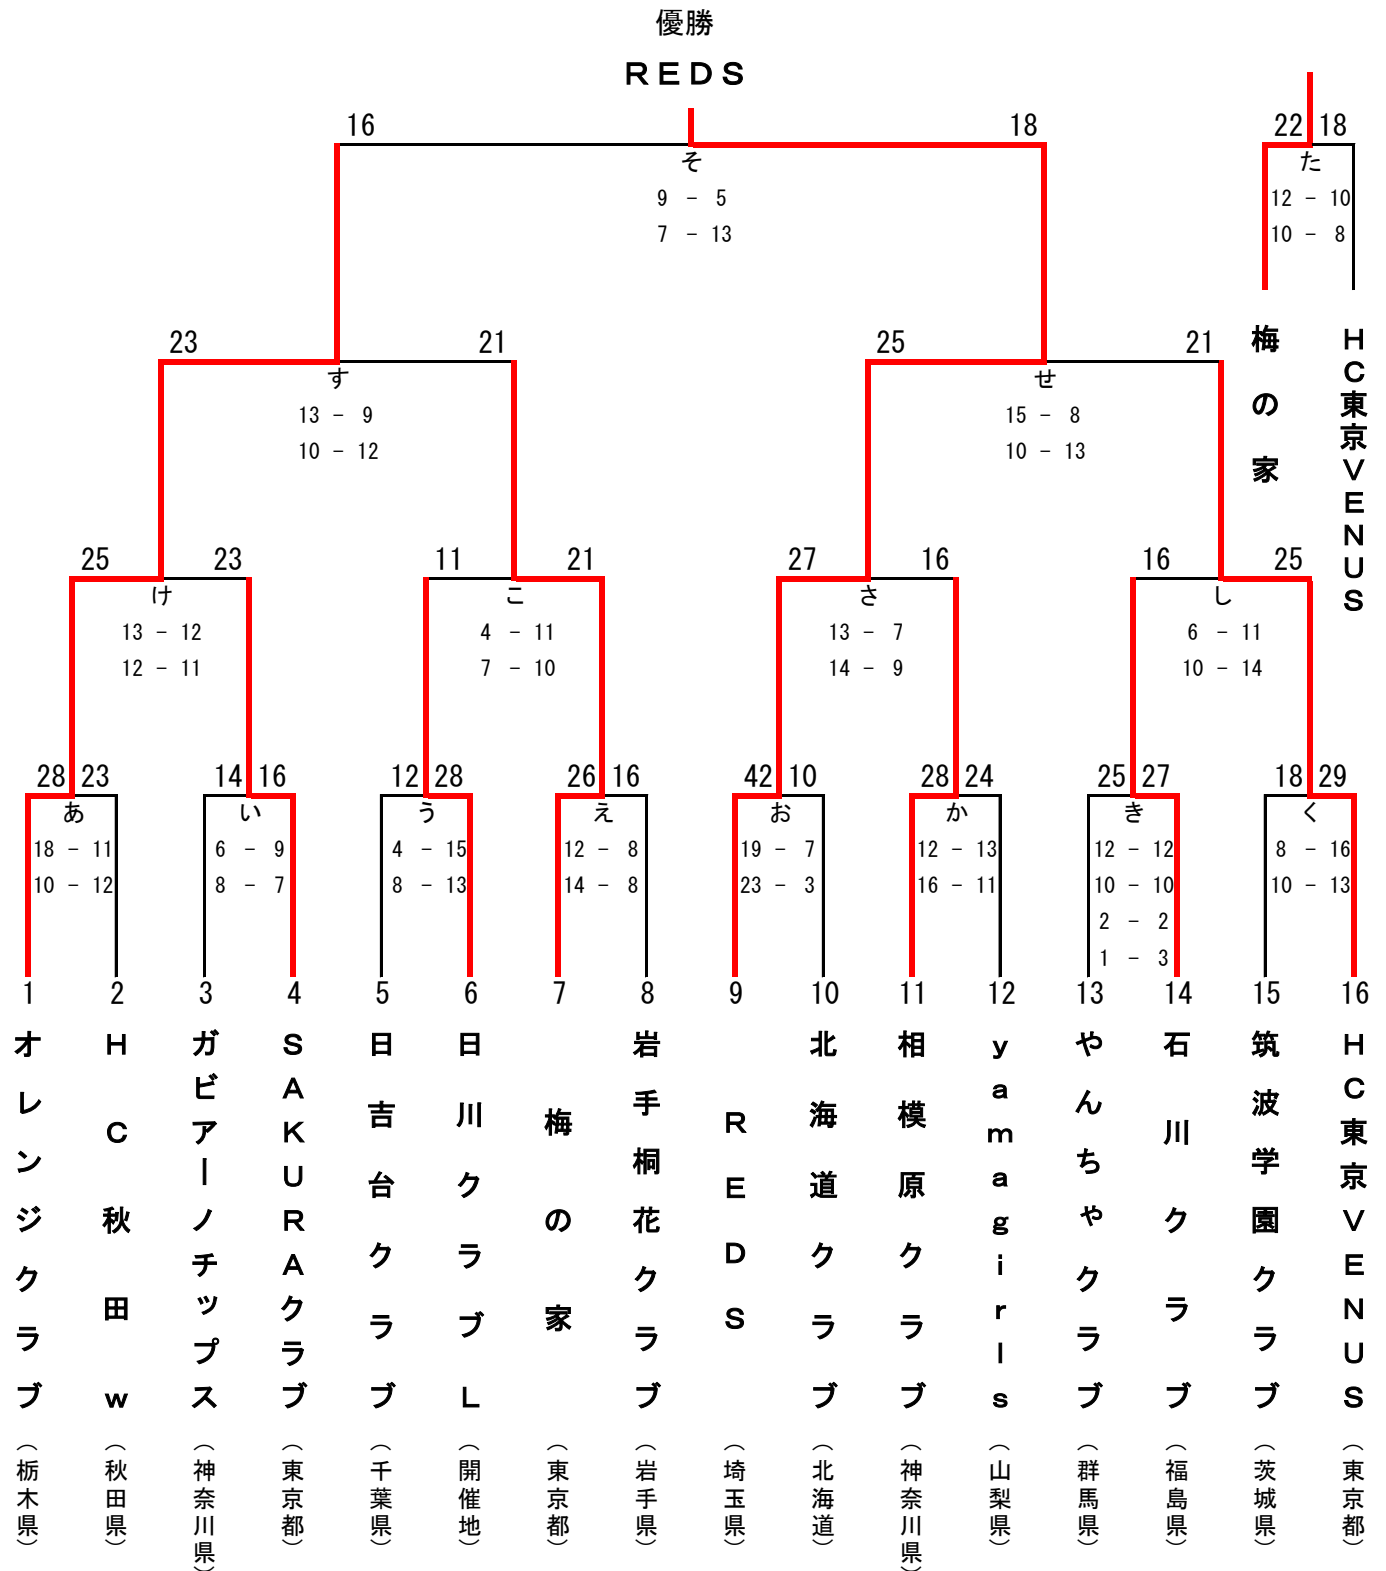 優勝
ＲＥＤＳ
16 18
22 18
そ
た
9 － 5
7 － 13
12 － 10
10 － 8
梅の家
ＨＣ東京ＶＥＮＵＳ
23 21
25 21
す
せ
13 － 9
10 － 12
15 － 8
10 － 13
25 23
11 21
27 16
16 25
け
こ
さ
し
13 － 12
12 － 11
4 － 11
7 － 10
13 － 7
14 － 9
6 － 11
10 － 14
28 23
14 16
12 28
26 16
42 10
28 24
25 27
18 29
あ
18 － 11
10 － 12
い
6 － 9
8 － 7
う
4 － 15
8 － 13
え
12 － 8
14 － 8
お
19 － 7
23 － 3
か
12 － 13
16 － 11
き
12 － 12
10 － 10
2 － 2
1 － 3
く
8 － 16
10 － 13
1
オレンジクラブ
（栃木県）
2
ＨＣ秋田ｗ
（秋田県）
3
ガビアーノチップス
（神奈川県）
4
ＳＡＫＵＲＡクラブ
（東京都）
5
日吉台クラブ
（千葉県）
6
日川クラブＬ
（開催地）
7
梅の家
（東京都）
8
岩手桐花クラブ
（岩手県）
9
ＲＥＤＳ
（埼玉県）
10
北海道クラブ
（北海道）
11
相模原クラブ
（神奈川県）
12
ｙａｍａｇｉｒｌｓ
（山梨県）
13
やんちゃクラブ
（群馬県）
14
石川クラブ
（福島県）
15
筑波学園クラブ
（茨城県）
16
ＨＣ東京ＶＥＮＵＳ
（東京都）